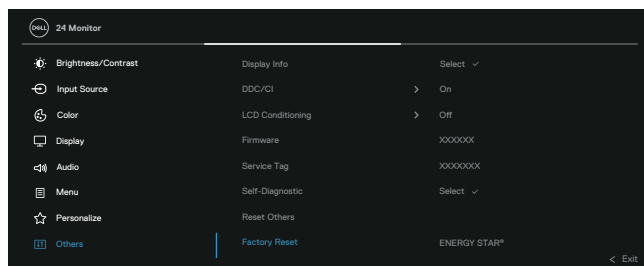 DELL 24 Monitor
Brightness/Contrast Display Info Select
Input Source DDC/CI > On
Color LCD Conditioning > Off
Display Firmware XXXXXX
Audio Service Tag XXXXXXX
Menu Self-Diagnostic Select
Personalize Reset Others
Others Factory Reset ENERGY STAR®
< Exit